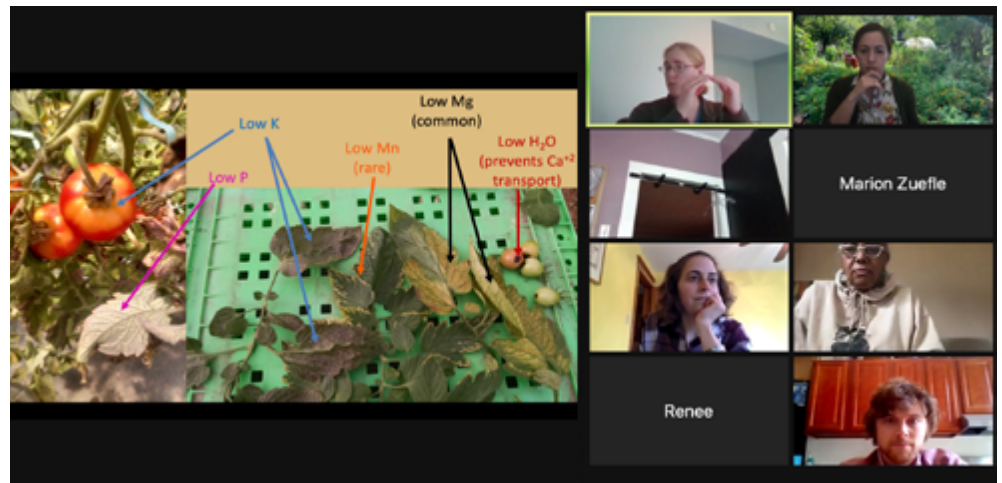 Low K
Low P
Low Mn
(rare)
Low Mg
(common)
Low H₂O
(prevents Ca⁺²
transport)
Marion Zuefle
Renee